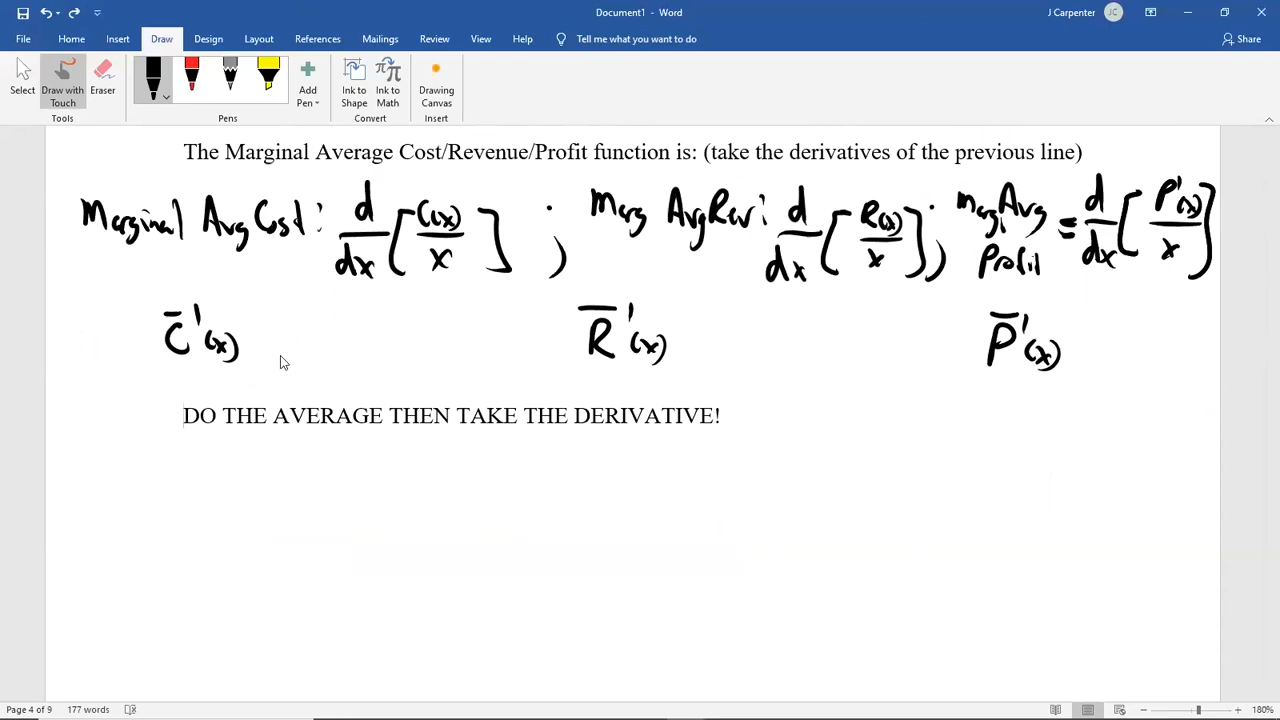 Document1 - Word
J Carpenter JC
File Home Insert Draw Design Layout References Mailings Review View Help Tell me what you want to do Share
Select Draw with Touch Eraser Add Pen Ink to Shape Ink to Math Drawing Canvas
Tools Pens Convert Insert
The Marginal Average Cost/Revenue/Profit function is: (take the derivatives of the previous line)
Marginal Avg Cost: d/dx [C(x)/x] ; Marg Avg Rev: d/dx [R(x)/x] ; Marg Avg Profit = d/dx [P'(x)/x]
C̄'(x) R̄'(x) P̄'(x)
DO THE AVERAGE THEN TAKE THE DERIVATIVE!
Page 4 of 9 177 words 180%